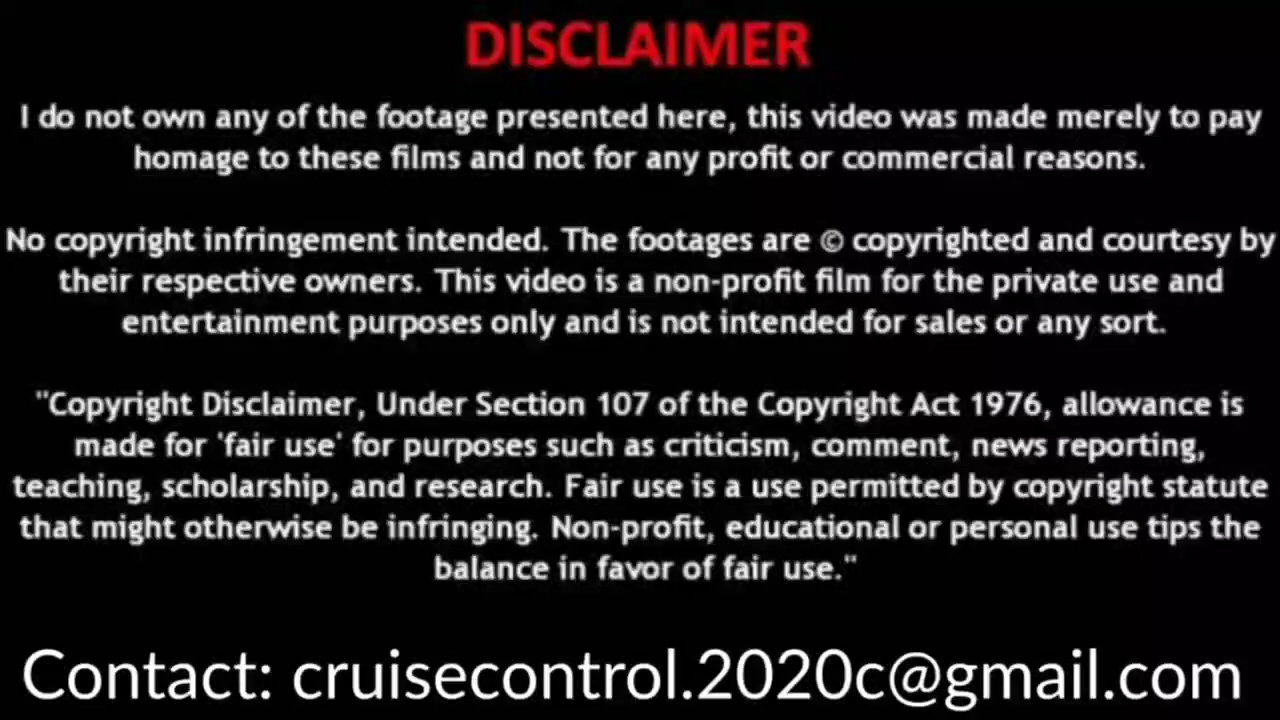 DISCLAIMER
I do not own any of the footage presented here, this video was made merely to pay
homage to these films and not for any profit or commercial reasons.
No copyright infringement intended. The footages are © copyrighted and courtesy by
their respective owners. This video is a non-profit film for the private use and
entertainment purposes only and is not intended for sales or any sort.
"Copyright Disclaimer, Under Section 107 of the Copyright Act 1976, allowance is
made for 'fair use' for purposes such as criticism, comment, news reporting,
teaching, scholarship, and research. Fair use is a use permitted by copyright statute
that might otherwise be infringing. Non-profit, educational or personal use tips the
balance in favor of fair use."
Contact: cruisecontrol.2020c@gmail.com